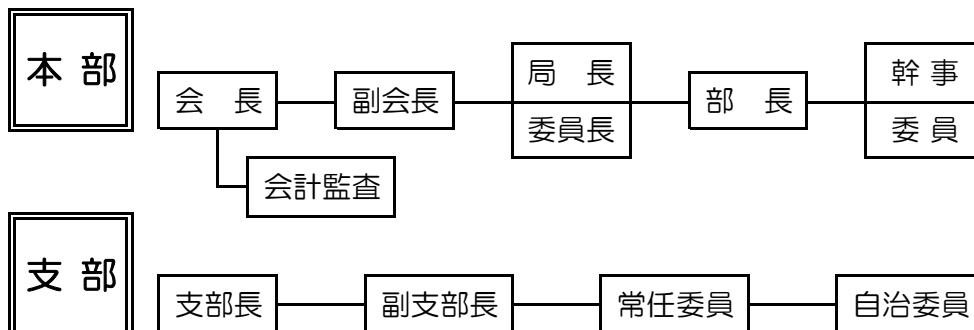 本 部
会 長
副会長
局 長
委員長
部 長
幹 事
委 員
会計監査
支 部
支部長
副支部長
常任委員
自治委員